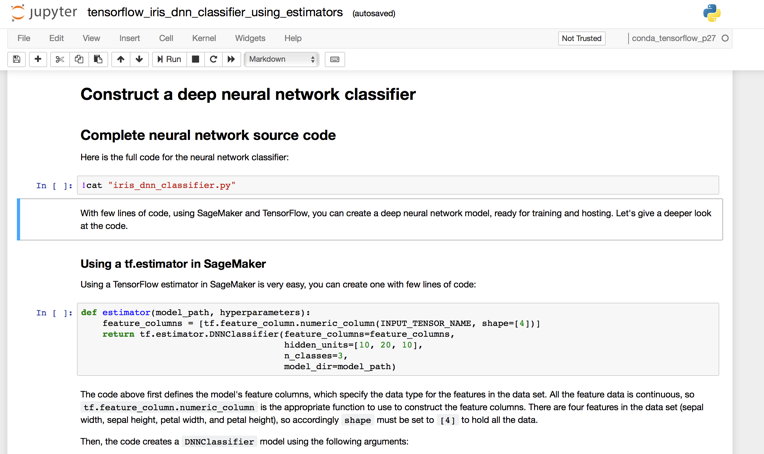 jupyter tensorflow_iris_dnn_classifier_using_estimators (autosaved)
File Edit View Insert Cell Kernel Widgets Help Not Trusted conda_tensorflow_p27
Run Markdown
Construct a deep neural network classifier
Complete neural network source code
Here is the full code for the neural network classifier:
In [ ]: !cat "iris_dnn_classifier.py"
With few lines of code, using SageMaker and TensorFlow, you can create a deep neural network model, ready for training and hosting. Let's give a deeper look
at the code.
Using a tf.estimator in SageMaker
Using a TensorFlow estimator in SageMaker is very easy, you can create one with few lines of code:
In [ ]: def estimator(model_path, hyperparameters):
feature_columns = [tf.feature_column.numeric_column(INPUT_TENSOR_NAME, shape=[4])]
return tf.estimator.DNNClassifier(feature_columns=feature_columns,
hidden_units=[10, 20, 10],
n_classes=3,
model_dir=model_path)
The code above first defines the model's feature columns, which specify the data type for the features in the data set. All the feature data is continuous, so
tf.feature_column.numeric_column is the appropriate function to use to construct the feature columns. There are four features in the data set (sepal
width, sepal height, petal width, and petal height), so accordingly shape must be set to [4] to hold all the data.
Then, the code creates a DNNClassifier model using the following arguments: